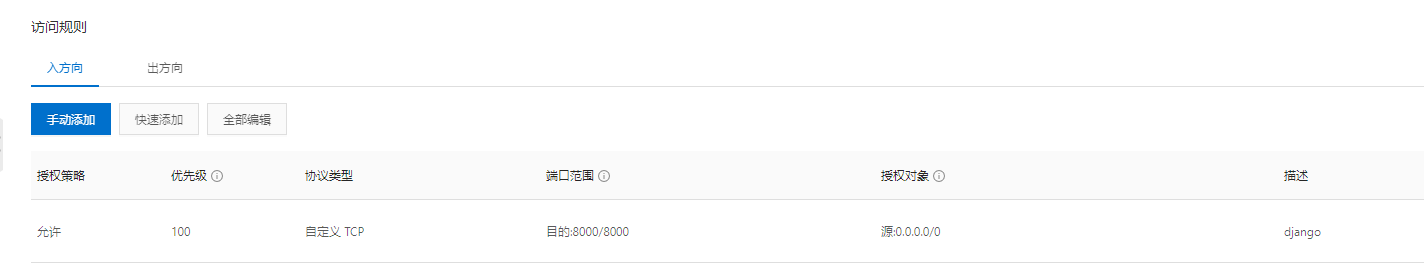 访问规则
入方向 出方向
手动添加 快速添加 全部编辑
授权策略 优先级 协议类型 端口范围 授权对象 描述
允许 100 自定义 TCP 目的:8000/8000 源:0.0.0.0/0 django